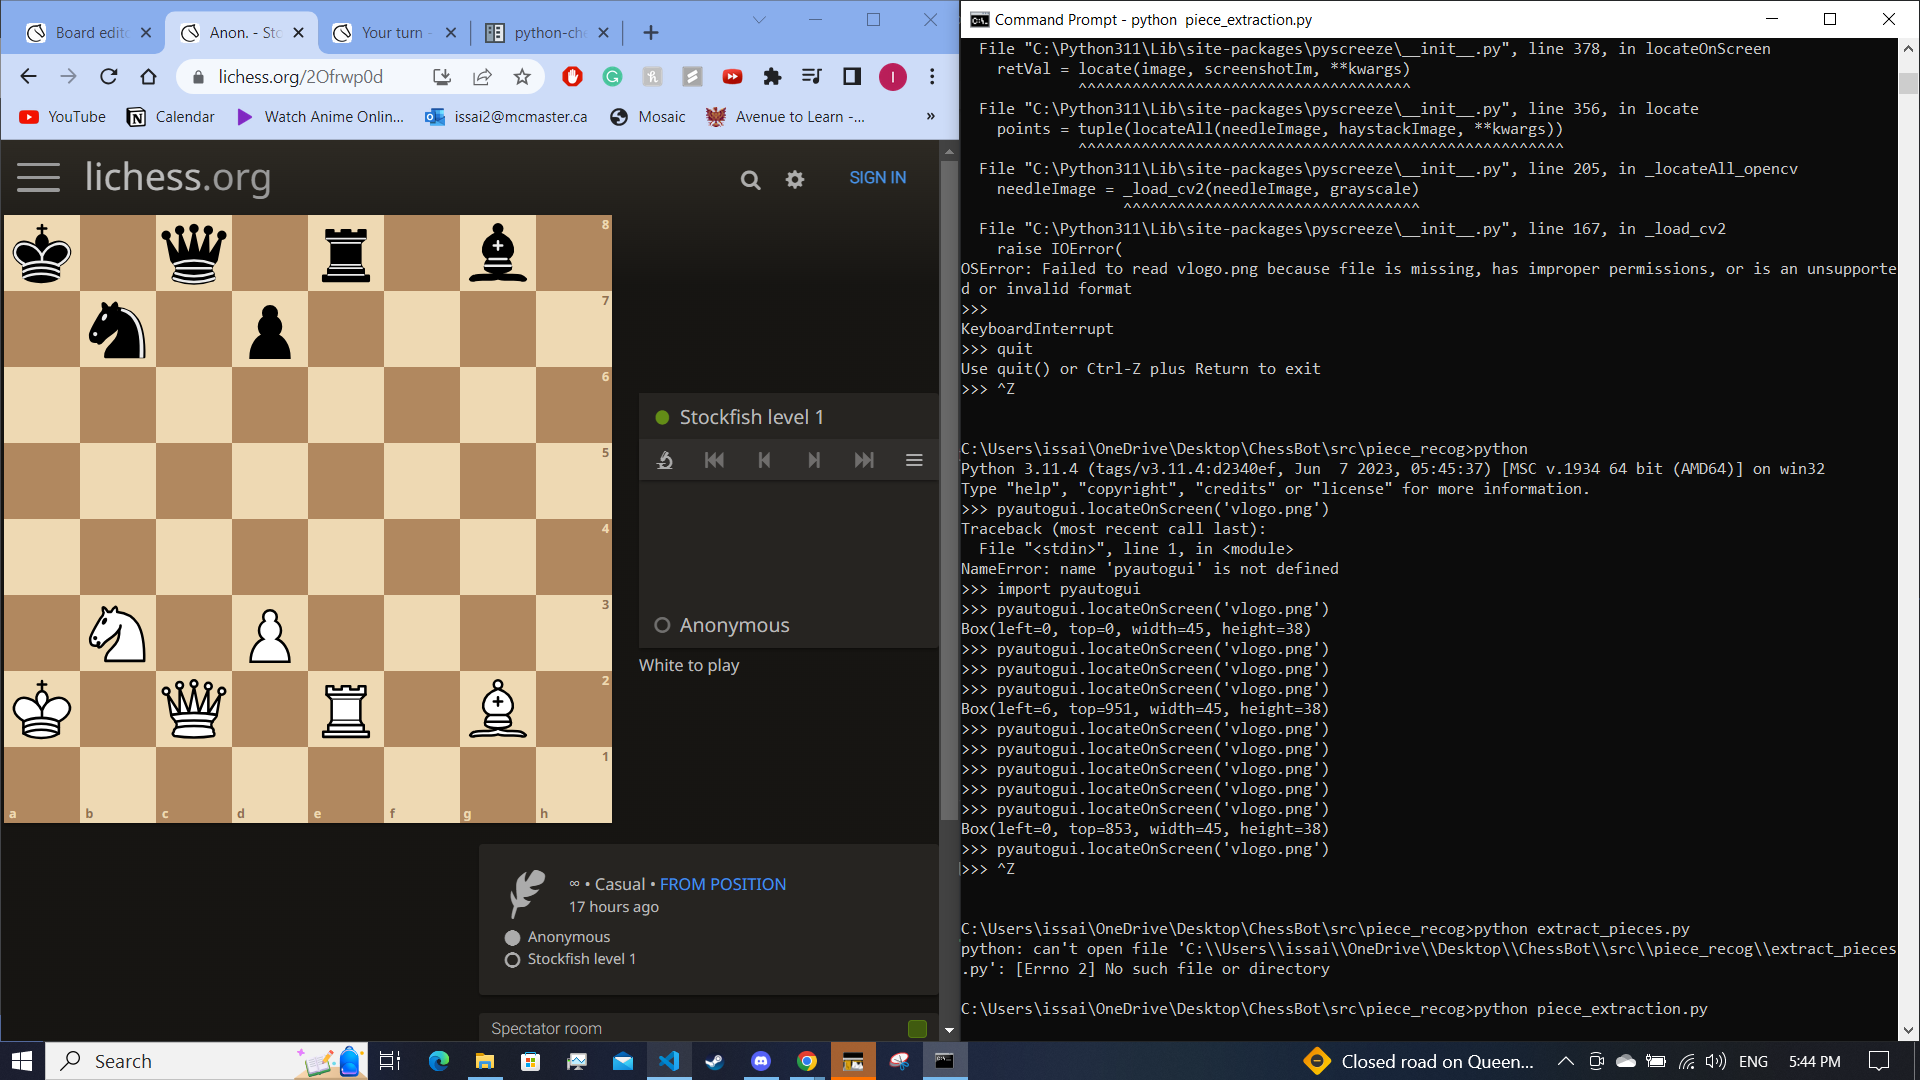 Board edit
Anon. - Sto
Your turn -
python-che
lichess.org/2Ofrwp0d
YouTube
Calendar
Watch Anime Onlin...
issai2@mcmaster.ca
Mosaic
Avenue to Learn -...
»
lichess.org
SIGN IN
8
7
6
5
4
3
2
1
a b c d e f g h
Stockfish level 1
Anonymous
White to play
∞ • Casual • FROM POSITION
17 hours ago
Anonymous
Stockfish level 1
Spectator room
Command Prompt - python  piece_extraction.py
  File "C:\Python311\Lib\site-packages\pyscreeze\__init__.py", line 378, in locateOnScreen
    retVal = locate(image, screenshotIm, **kwargs)
             ^^^^^^^^^^^^^^^^^^^^^^^^^^^^^^^^^^^^^
  File "C:\Python311\Lib\site-packages\pyscreeze\__init__.py", line 356, in locate
    points = tuple(locateAll(needleImage, haystackImage, **kwargs))
             ^^^^^^^^^^^^^^^^^^^^^^^^^^^^^^^^^^^^^^^^^^^^^^^^^^^^^^
  File "C:\Python311\Lib\site-packages\pyscreeze\__init__.py", line 205, in _locateAll_opencv
    needleImage = _load_cv2(needleImage, grayscale)
                  ^^^^^^^^^^^^^^^^^^^^^^^^^^^^^^^^^
  File "C:\Python311\Lib\site-packages\pyscreeze\__init__.py", line 167, in _load_cv2
    raise IOError(
OSError: Failed to read vlogo.png because file is missing, has improper permissions, or is an unsupporte
d or invalid format
>>>
KeyboardInterrupt
>>> quit
Use quit() or Ctrl-Z plus Return to exit
>>> ^Z
C:\Users\issai\OneDrive\Desktop\ChessBot\src\piece_recog>python
Python 3.11.4 (tags/v3.11.4:d2340ef, Jun  7 2023, 05:45:37) [MSC v.1934 64 bit (AMD64)] on win32
Type "help", "copyright", "credits" or "license" for more information.
>>> pyautogui.locateOnScreen('vlogo.png')
Traceback (most recent call last):
  File "<stdin>", line 1, in <module>
NameError: name 'pyautogui' is not defined
>>> import pyautogui
>>> pyautogui.locateOnScreen('vlogo.png')
Box(left=0, top=0, width=45, height=38)
>>> pyautogui.locateOnScreen('vlogo.png')
>>> pyautogui.locateOnScreen('vlogo.png')
>>> pyautogui.locateOnScreen('vlogo.png')
Box(left=6, top=951, width=45, height=38)
>>> pyautogui.locateOnScreen('vlogo.png')
>>> pyautogui.locateOnScreen('vlogo.png')
>>> pyautogui.locateOnScreen('vlogo.png')
>>> pyautogui.locateOnScreen('vlogo.png')
>>> pyautogui.locateOnScreen('vlogo.png')
Box(left=0, top=853, width=45, height=38)
>>> pyautogui.locateOnScreen('vlogo.png')
>>> ^Z
C:\Users\issai\OneDrive\Desktop\ChessBot\src\piece_recog>python extract_pieces.py
python: can't open file 'C:\\Users\\issai\\OneDrive\\Desktop\\ChessBot\\src\\piece_recog\\extract_pieces
.py': [Errno 2] No such file or directory
C:\Users\issai\OneDrive\Desktop\ChessBot\src\piece_recog>python piece_extraction.py
Search
Closed road on Queen...
ENG
5:44 PM